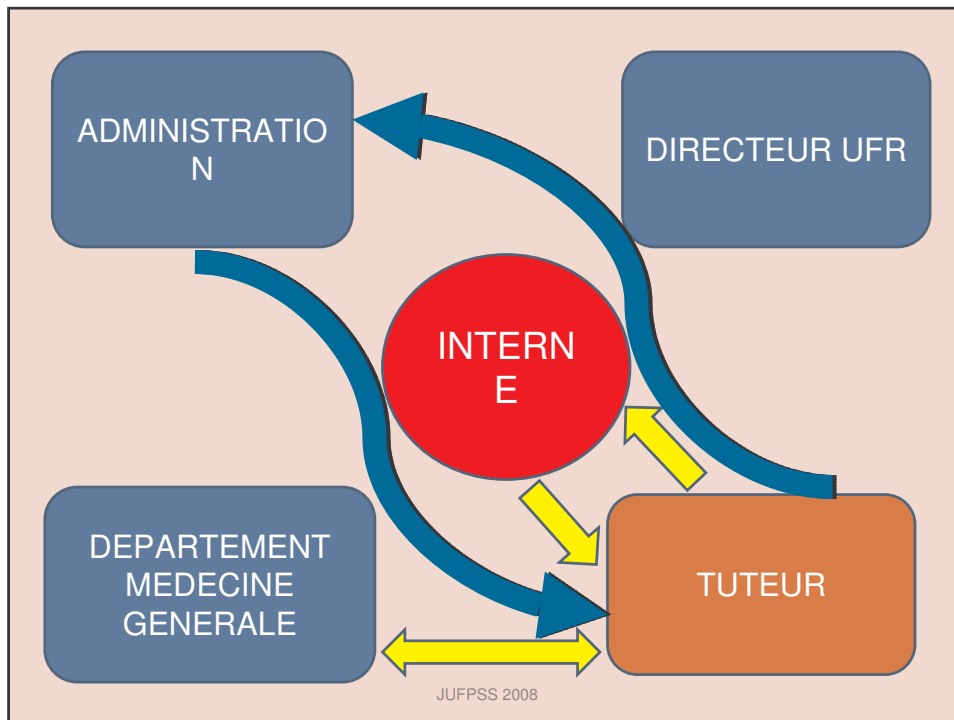 ADMINISTRATIO
N
DIRECTEUR UFR
INTERN
E
DEPARTEMENT
MEDECINE
GENERALE
TUTEUR
JUFPSS 2008